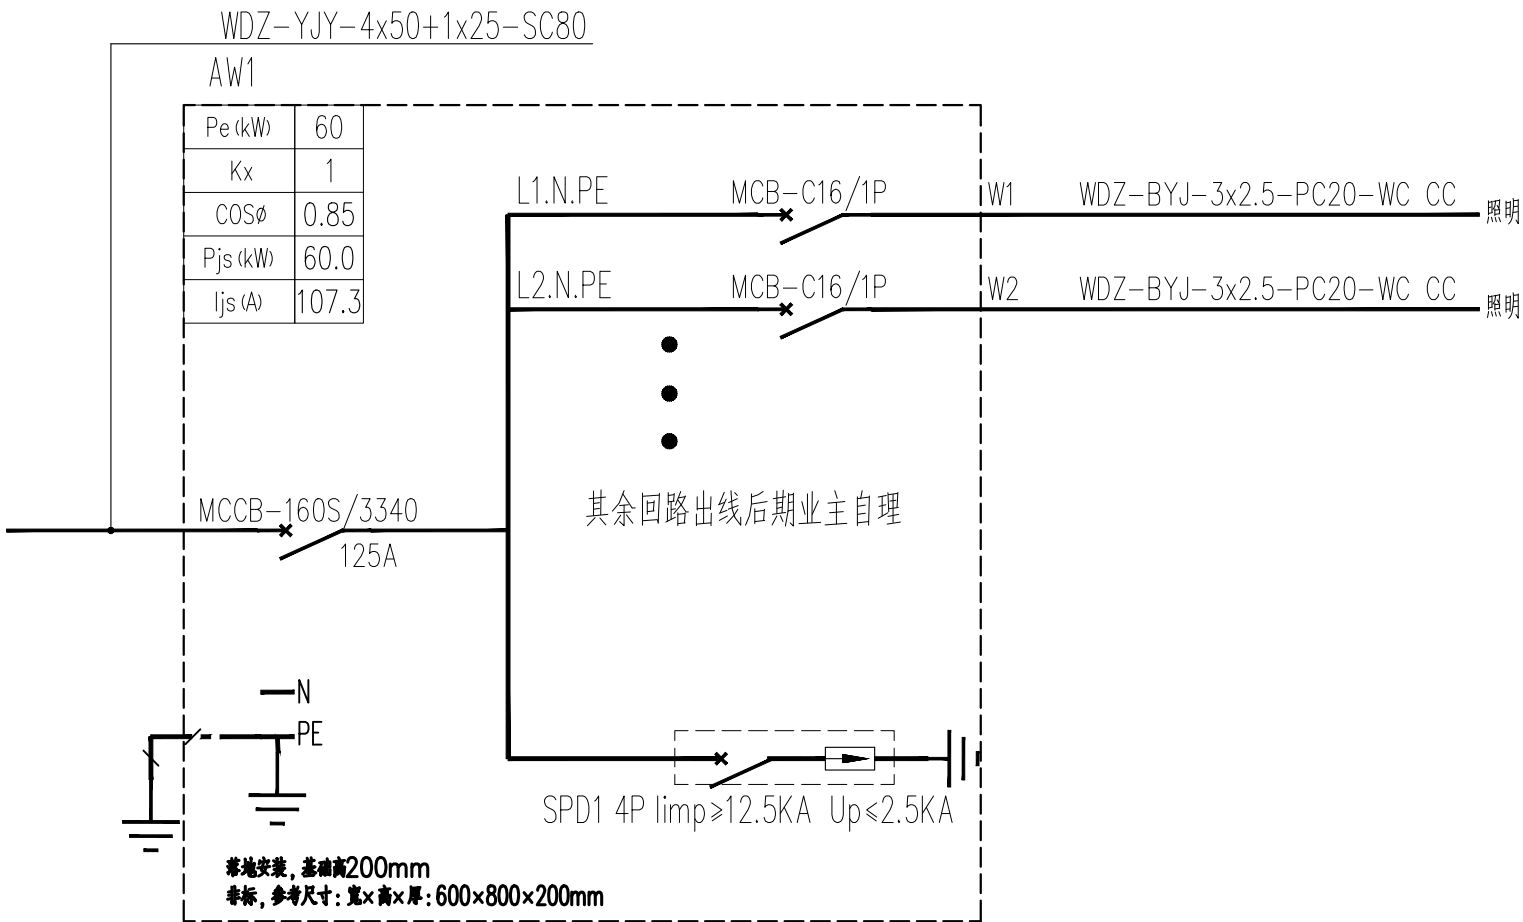 WDZ-YJY-4x50+1x25-SC80
AW1
Pe(kW) 60
Kx 1
COSø 0.85
Pjs(kW) 60.0
Ijs(A) 107.3
L1.N.PE MCB-C16/1P W1 WDZ-BYJ-3x2.5-PC20-WC CC 照明
L2.N.PE MCB-C16/1P W2 WDZ-BYJ-3x2.5-PC20-WC CC 照明
其余回路出线后期业主自理
MCCB-160S/3340
125A
N
PE
SPD1 4P Iimp≥12.5KA Up≤2.5KA
落地安装,基础高200mm
非标,参考尺寸:宽×高×厚:600×800×200mm